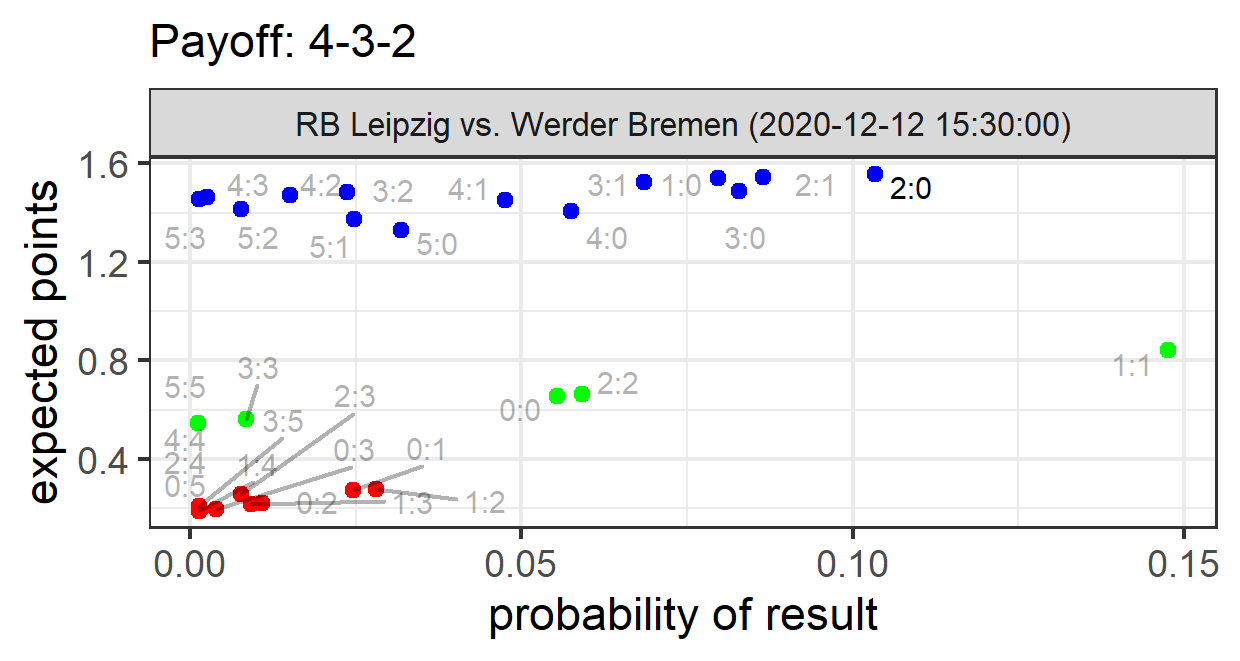 Payoff: 4-3-2
RB Leipzig vs. Werder Bremen (2020-12-12 15:30:00)
expected points
1.6
1.2
0.8
0.4
4:3 4:2 3:2 4:1 3:1 1:0 2:1 2:0
5:3 5:2 5:1 5:0 4:0 3:0
1:1
5:5 3:3 2:3 0:0 2:2
4:4 3:5
2:4 1:4 0:3 0:1
0:5 0:2 1:3 1:2
0.00 0.05 0.10 0.15
probability of result